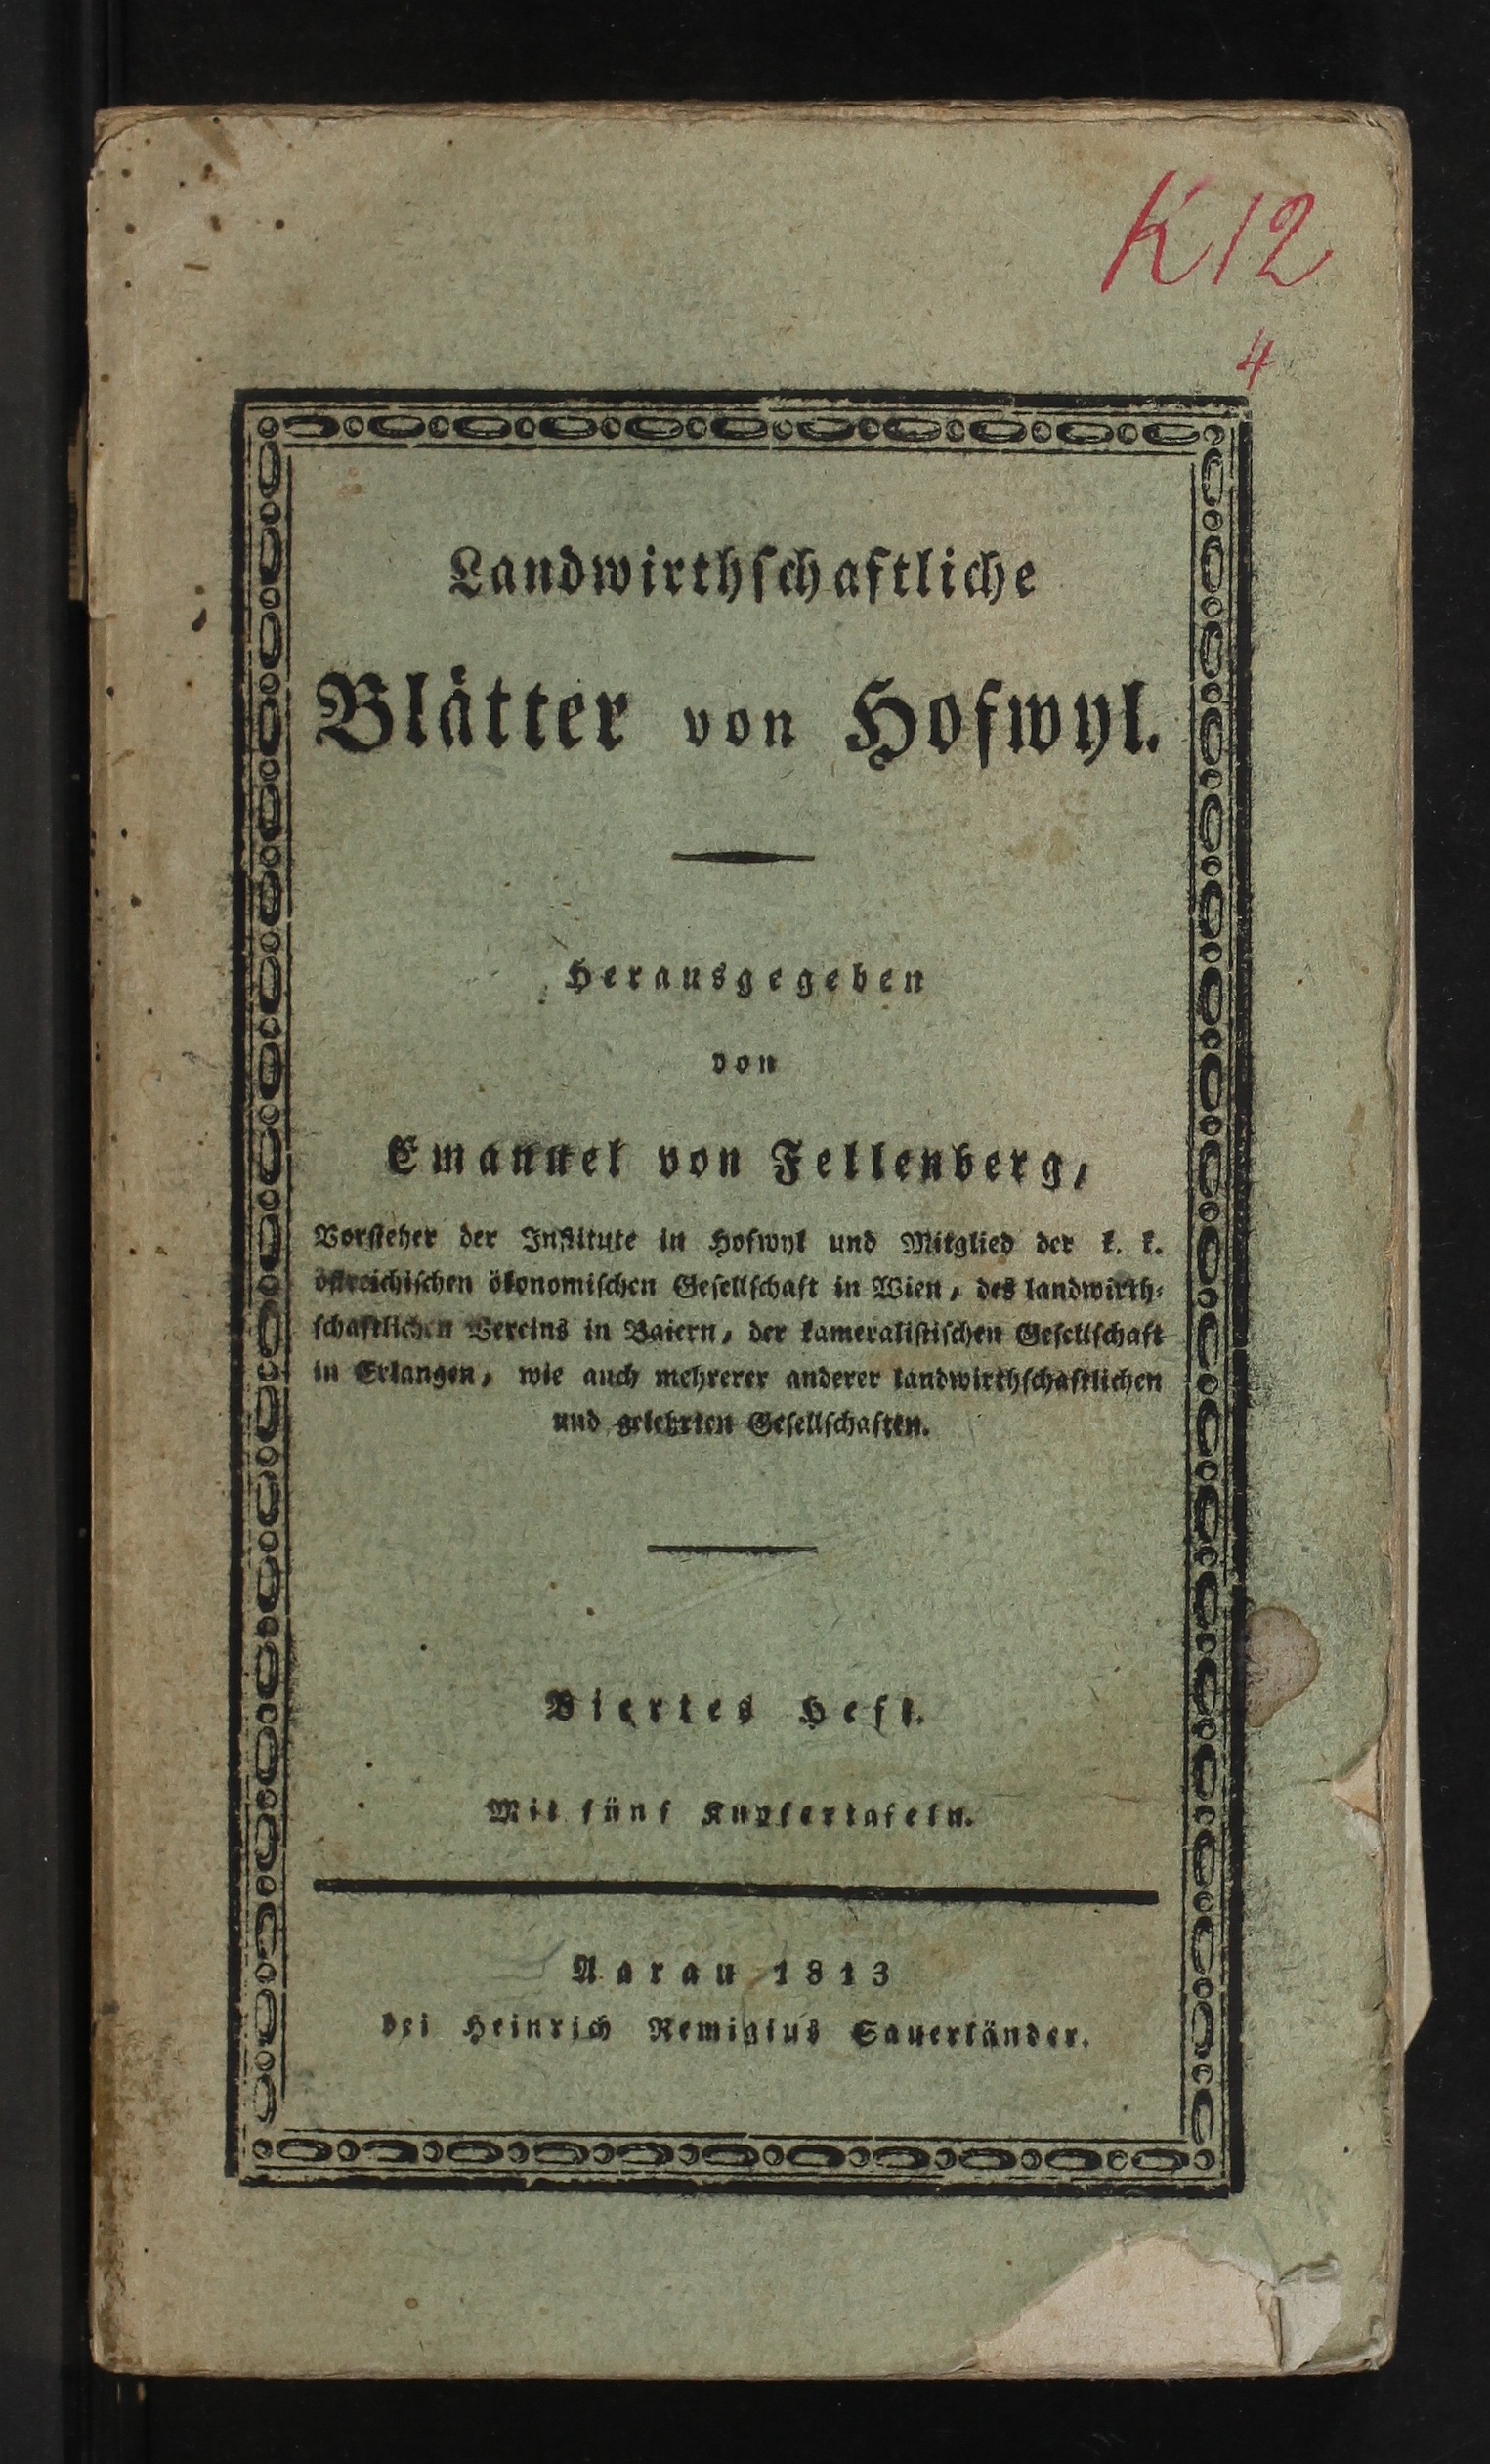 K 12
4
Landwirthschaftliche
Blätter von Hofwyl.
Herausgegeben
von
Emanuel von Fellenberg,
Vorsteher der Institute in Hofwyl und Mitglied der k. k.
östreichischen ökonomischen Gesellschaft in Wien, des landwirth-
schaftlichen Vereins in Baiern, der kameralistischen Gesellschaft
in Erlangen, wie auch mehrerer anderer landwirthschaftlichen
und gelehrten Gesellschaften.
Viertes Heft.
Mit fünf Kupfertafeln.
Aarau 1813
bei Heinrich Remigius Sauerländer.